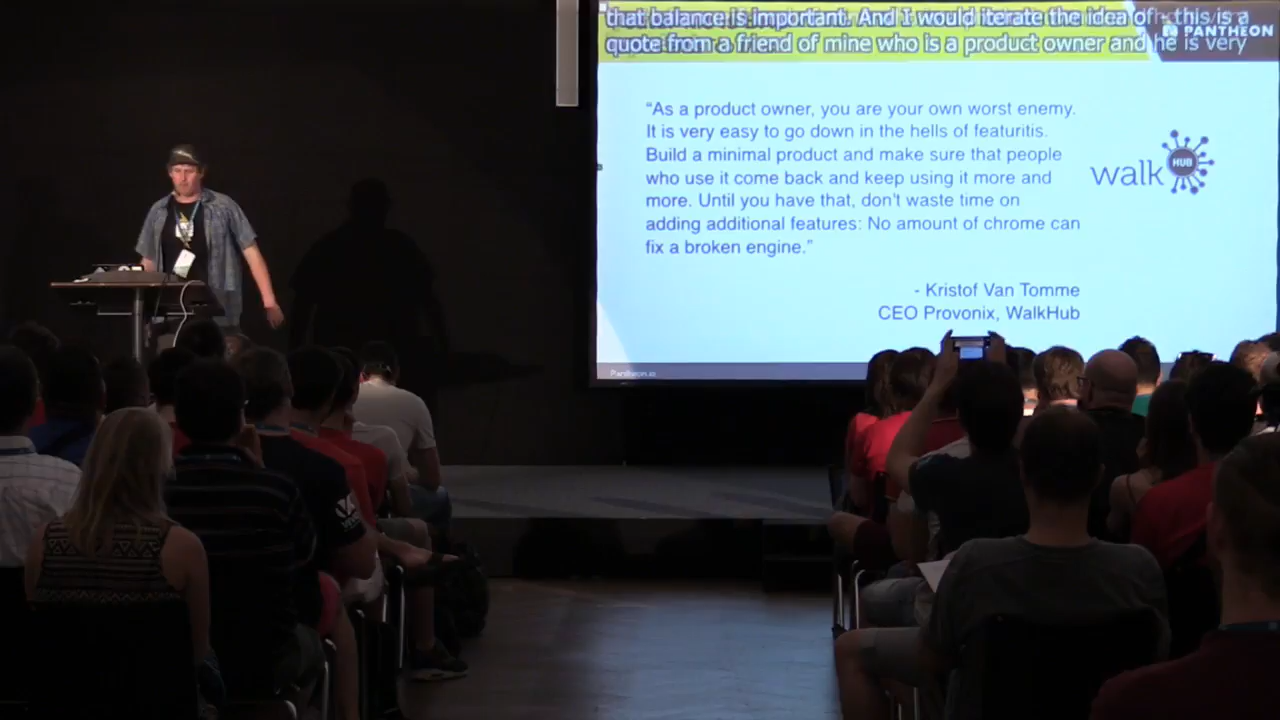 that balance is important. And I would iterate the idea of - this is a
quote from a friend of mine who is a product owner and he is very
PANTHEON
“As a product owner, you are your own worst enemy.
It is very easy to go down in the hells of featuritis.
Build a minimal product and make sure that people
who use it come back and keep using it more and
more. Until you have that, don't waste time on
adding additional features: No amount of chrome can
fix a broken engine.”
walk
HUB
- Kristof Van Tomme
CEO Provonix, WalkHub
Pantheon.io